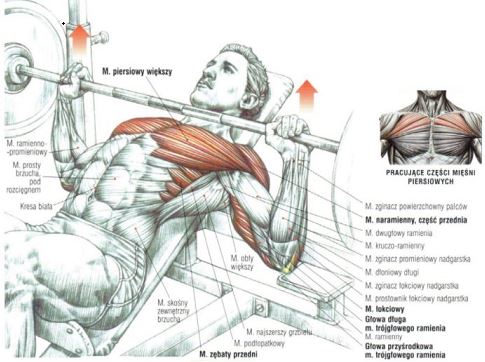 M. piersiowy większy
M. ramienno-
-promieniowy
M. prosty
brzucha,
pod
rozcięgnem
Kresa biała
M. skośny
zewnętrzny
brzucha
M. obły
większy
M. najszerszy grzbietu
M. podłopatkowy
M. zębaty przedni
PRACUJĄCE CZĘŚCI MIĘŚNI
PIERSIOWYCH
M. zginacz powierzchowny palców
M. naramienny, część przednia
M. dwugłowy ramienia
M. kruczo-ramienny
M. zginacz promieniowy nadgarstka
M. dłoniowy długi
M. zginacz łokciowy nadgarstka
M. prostownik łokciowy nadgarstka
M. łokciowy
Głowa długa
m. trójgłowego ramienia
M. ramienny
Głowa przyśrodkowa
m. trójgłowego ramienia